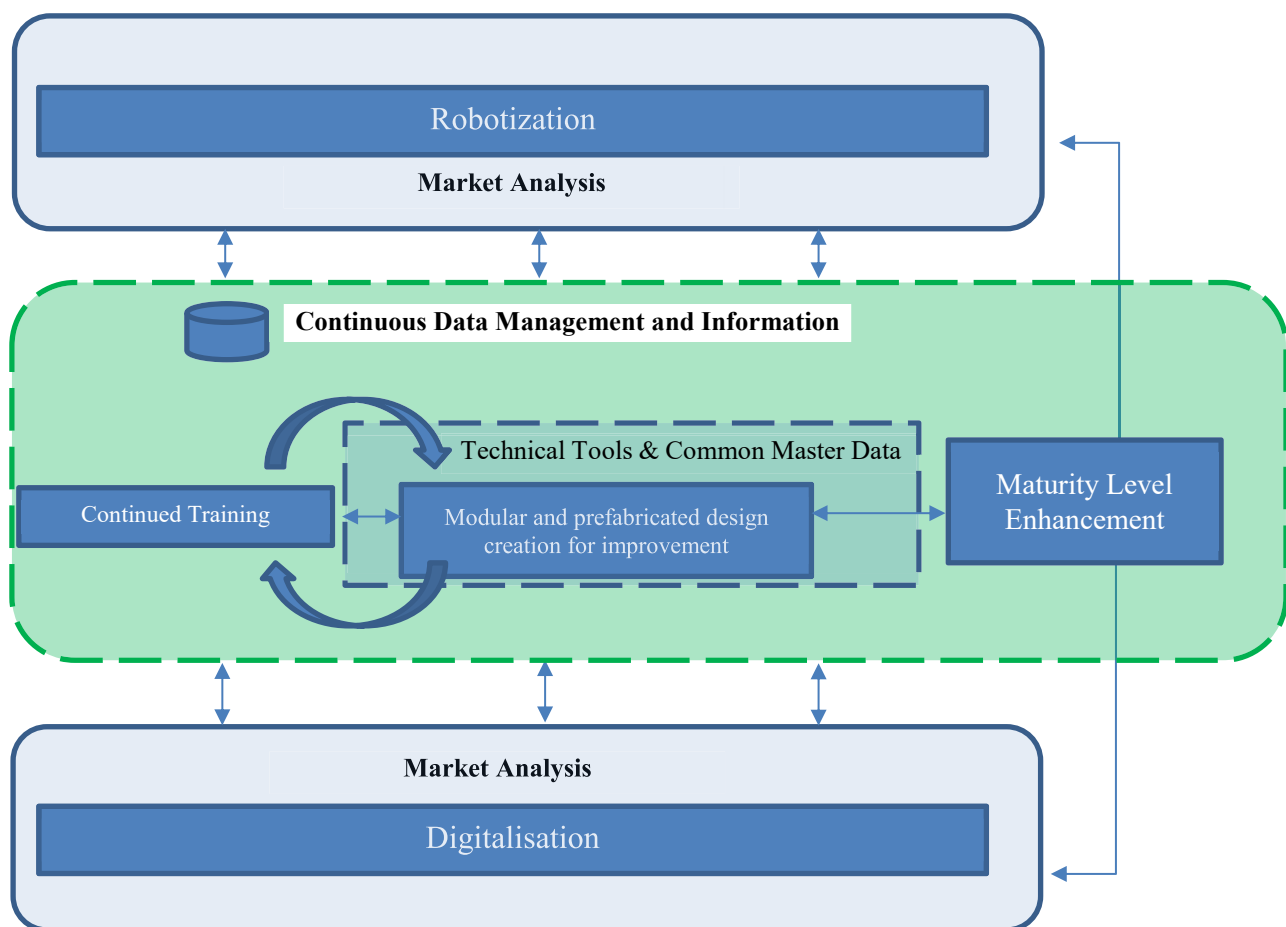 Robotization
Market Analysis
Continuous Data Management and Information
Technical Tools & Common Master Data
Continued Training
Modular and prefabricated design
creation for improvement
Maturity Level
Enhancement
Market Analysis
Digitalisation